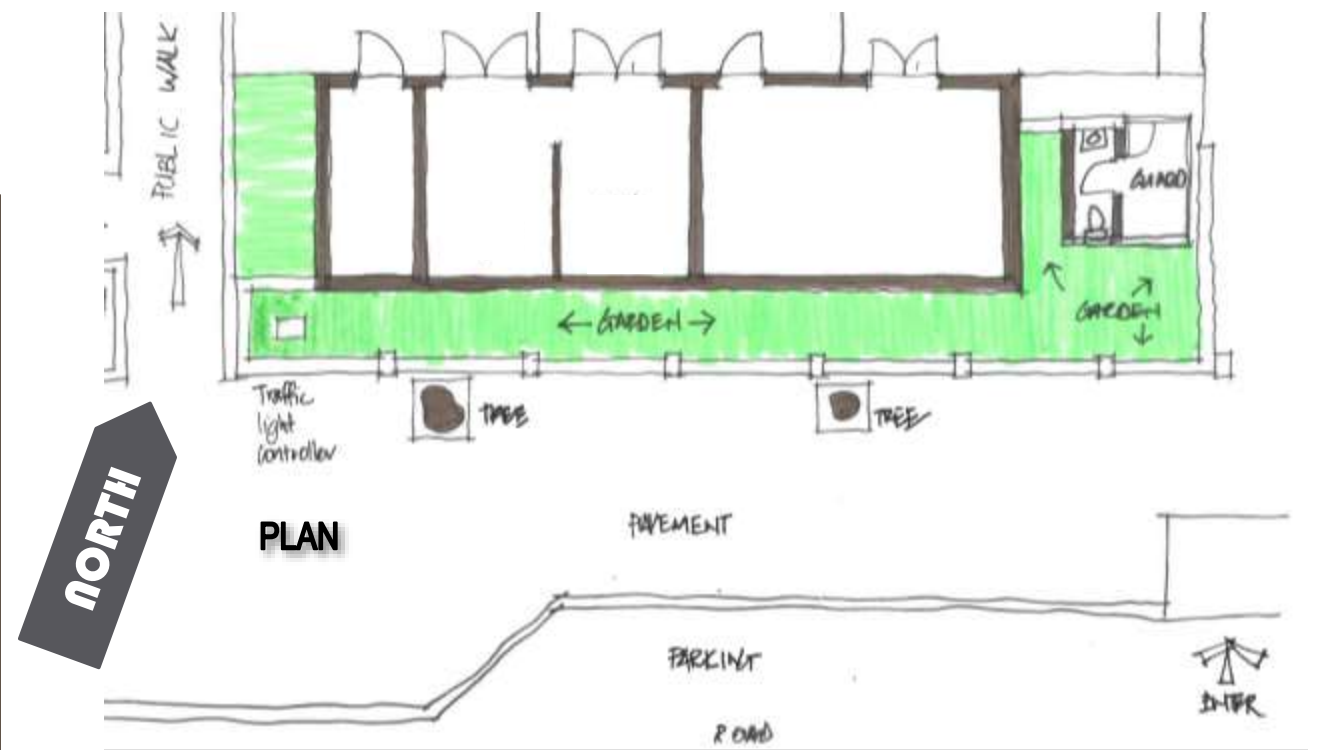 PUBLIC WALK
GUARD
GARDEN
GARDEN
Traffic
light
controller
TREE
TREE
NORTH
PLAN
PAVEMENT
PARKING
ENTER
ROAD